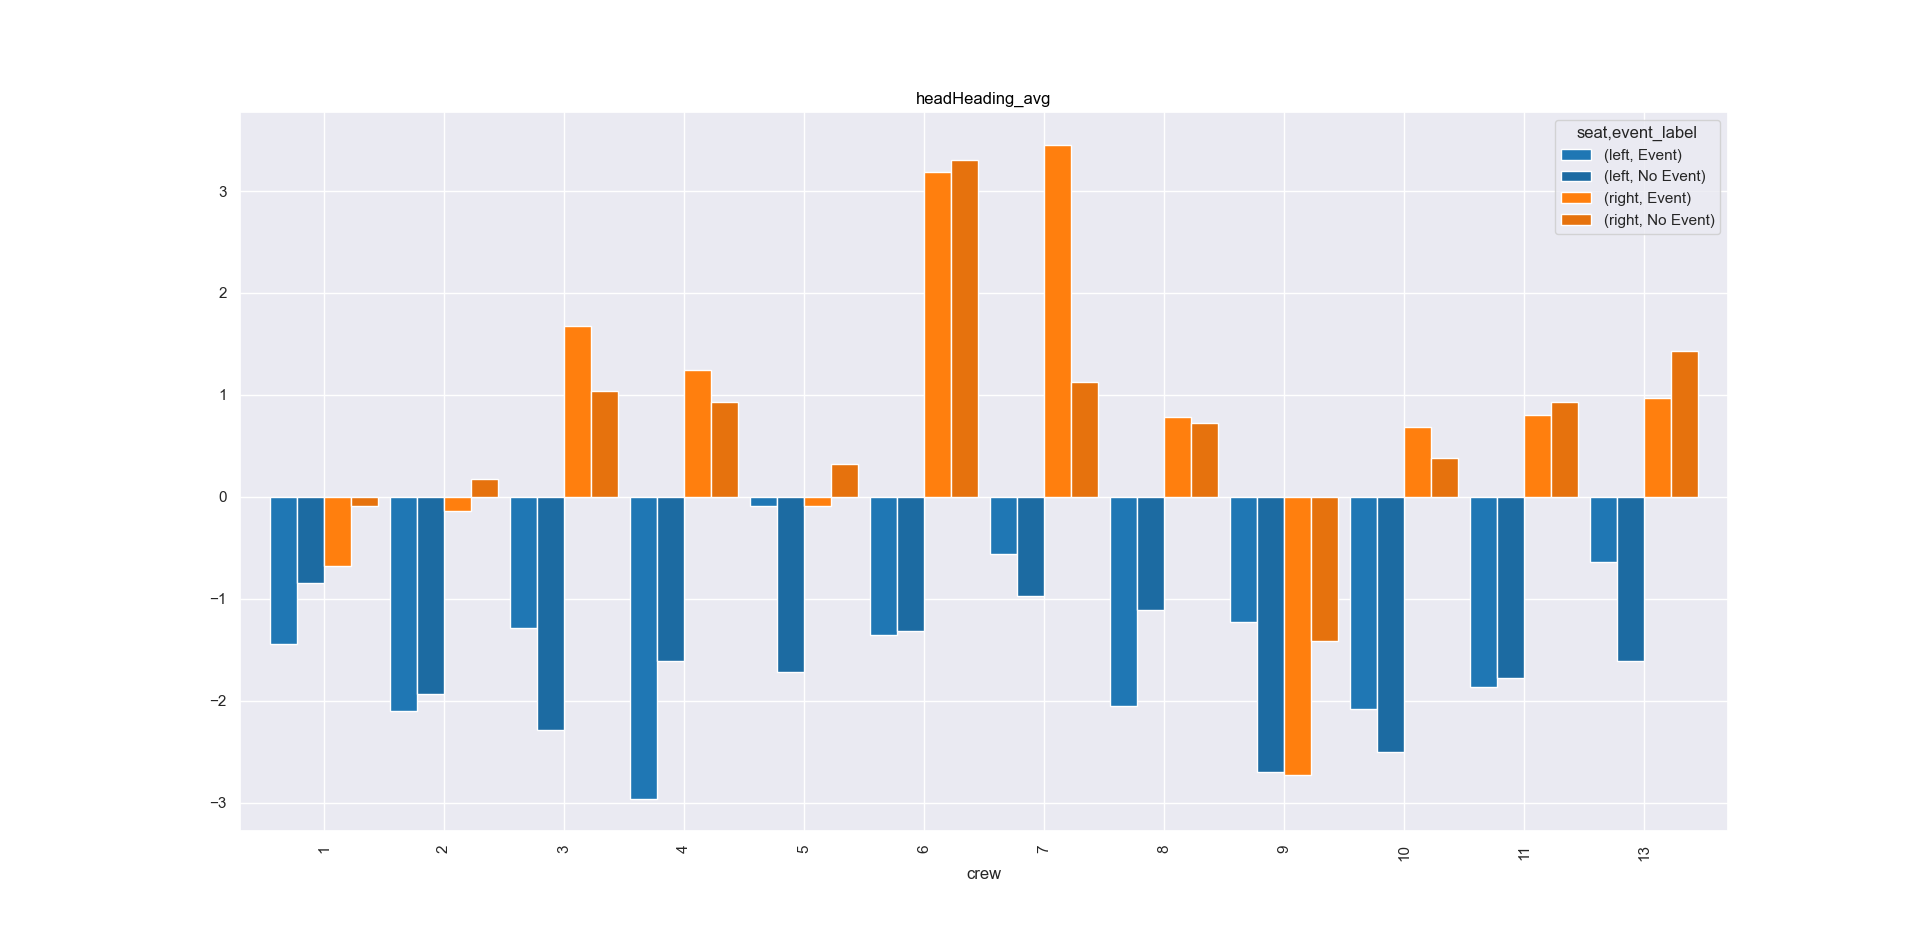 headHeading_avg
seat,event_label
(left, Event)
(left, No Event)
(right, Event)
(right, No Event)
3
2
1
0
−1
−2
−3
1 2 3 4 5 6 7 8 9 10 11 13
crew